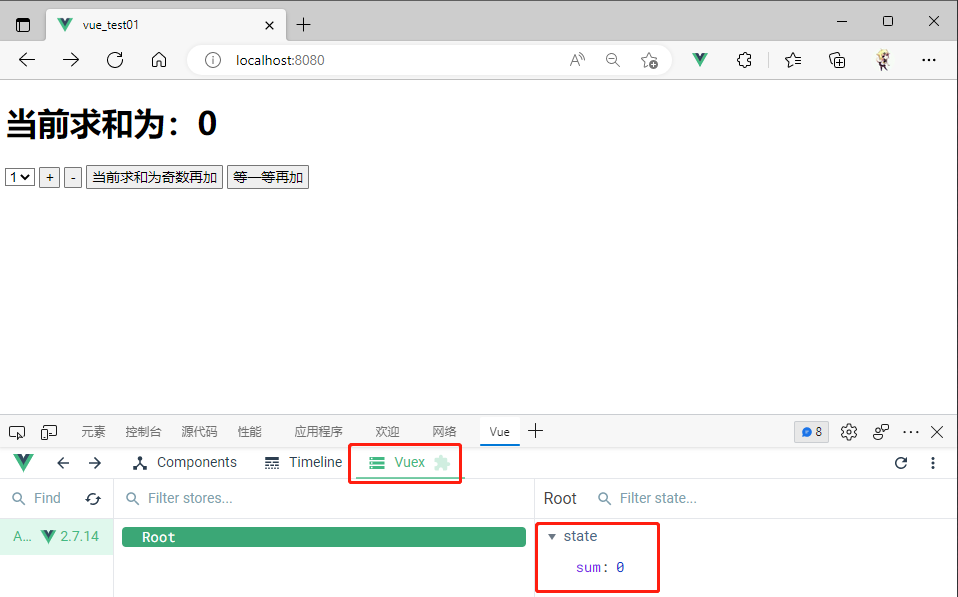 vue_test01
localhost:8080
当前求和为：0
1 + - 当前求和为奇数再加 等一等再加
元素 控制台 源代码 性能 应用程序 欢迎 网络 Vue 8
Components Timeline Vuex
Find Filter stores... Root Filter state...
A... 2.7.14 Root state
sum: 0